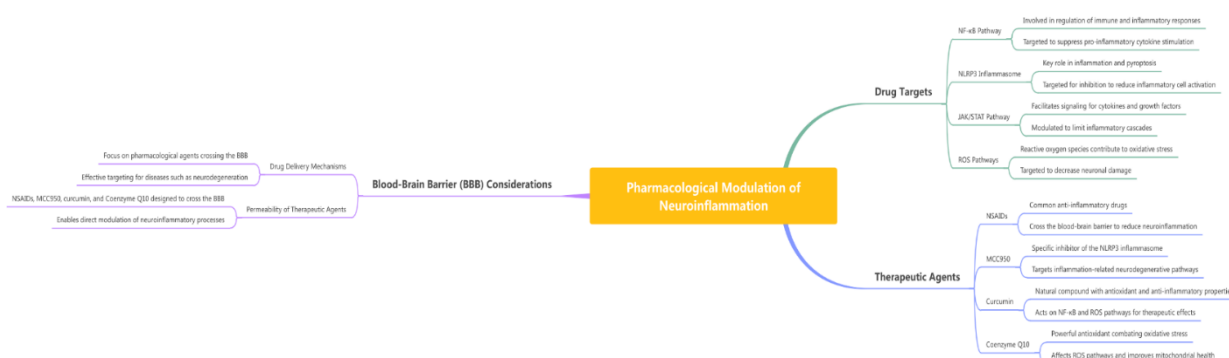 Pharmacological Modulation of
Neuroinflammation
Drug Targets
NF-κB Pathway
Involved in regulation of immune and inflammatory responses
Targeted to suppress pro-inflammatory cytokine stimulation
NLRP3 Inflammasome
Key role in inflammation and pyroptosis
Targeted for inhibition to reduce inflammatory cell activation
JAK/STAT Pathway
Facilitates signaling for cytokines and growth factors
Modulated to limit inflammatory cascades
ROS Pathways
Reactive oxygen species contribute to oxidative stress
Targeted to decrease neuronal damage
Therapeutic Agents
NSAIDs
Common anti-inflammatory drugs
Cross the blood-brain barrier to reduce neuroinflammation
MCC950
Specific inhibitor of the NLRP3 inflammasome
Targets inflammation-related neurodegenerative pathways
Curcumin
Natural compound with antioxidant and anti-inflammatory properti
Acts on NF-κB and ROS pathways for therapeutic effects
Coenzyme Q10
Powerful antioxidant combating oxidative stress
Affects ROS pathways and improves mitochondrial health
Blood-Brain Barrier (BBB) Considerations
Drug Delivery Mechanisms
Focus on pharmacological agents crossing the BBB
Effective targeting for diseases such as neurodegeneration
Permeability of Therapeutic Agents
NSAIDs, MCC950, curcumin, and Coenzyme Q10 designed to cross the BBB
Enables direct modulation of neuroinflammatory processes